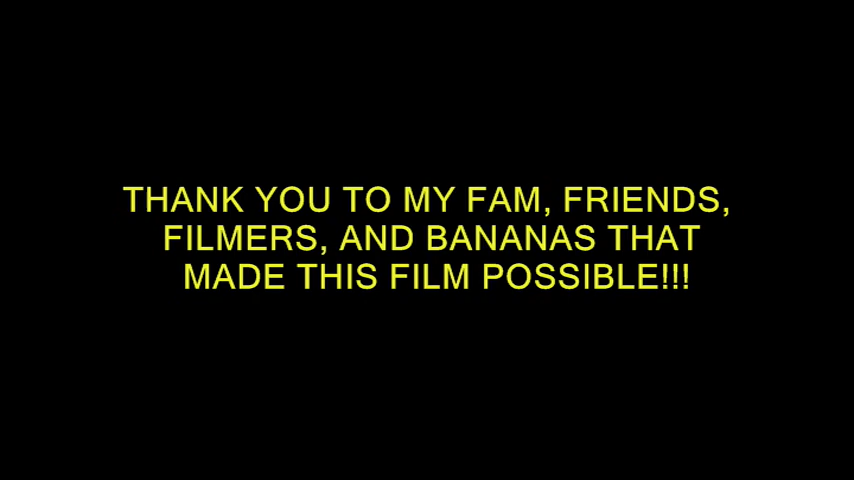 THANK YOU TO MY FAM, FRIENDS,
FILMERS, AND BANANAS THAT
MADE THIS FILM POSSIBLE!!!